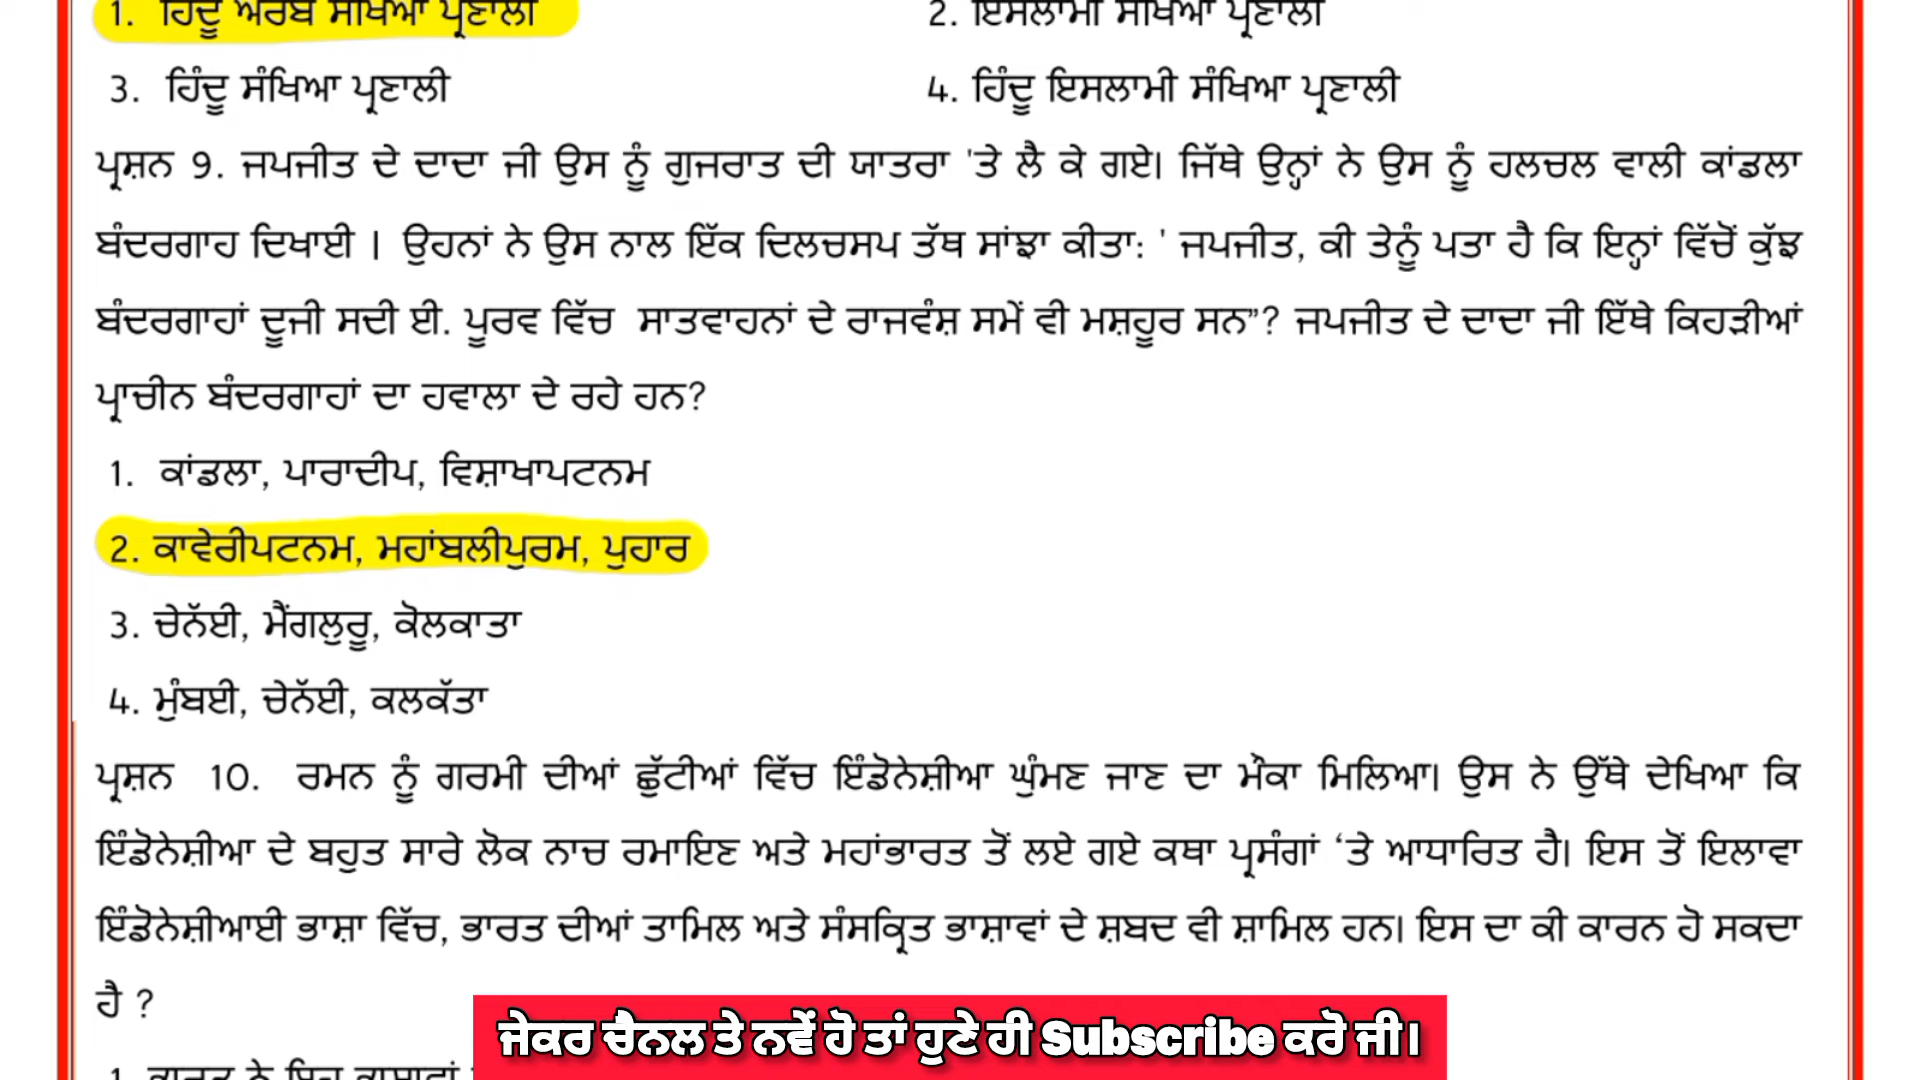 1. ਹਿੰਦੂ ਅਰਬ ਸੰਖਿਆ ਪ੍ਰਣਾਲੀ 2. ਇਸਲਾਮੀ ਸੰਖਿਆ ਪ੍ਰਣਾਲੀ
3. ਹਿੰਦੂ ਸੰਖਿਆ ਪ੍ਰਣਾਲੀ 4. ਹਿੰਦੂ ਇਸਲਾਮੀ ਸੰਖਿਆ ਪ੍ਰਣਾਲੀ
ਪ੍ਰਸ਼ਨ 9. ਜਪਜੀਤ ਦੇ ਦਾਦਾ ਜੀ ਉਸ ਨੂੰ ਗੁਜਰਾਤ ਦੀ ਯਾਤਰਾ 'ਤੇ ਲੈ ਕੇ ਗਏ। ਜਿੱਥੇ ਉਨ੍ਹਾਂ ਨੇ ਉਸ ਨੂੰ ਹਲਚਲ ਵਾਲੀ ਕਾਂਡਲਾ
ਬੰਦਰਗਾਹ ਦਿਖਾਈ । ਉਹਨਾਂ ਨੇ ਉਸ ਨਾਲ ਇੱਕ ਦਿਲਚਸਪ ਤੱਥ ਸਾਂਝਾ ਕੀਤਾ: ' ਜਪਜੀਤ, ਕੀ ਤੇਨੂੰ ਪਤਾ ਹੈ ਕਿ ਇਨ੍ਹਾਂ ਵਿੱਚੋਂ ਕੁੱਝ
ਬੰਦਰਗਾਹਾਂ ਦੂਜੀ ਸਦੀ ਈ. ਪੂਰਵ ਵਿੱਚ ਸਾਤਵਾਹਨਾਂ ਦੇ ਰਾਜਵੰਸ਼ ਸਮੇਂ ਵੀ ਮਸ਼ਹੂਰ ਸਨ”? ਜਪਜੀਤ ਦੇ ਦਾਦਾ ਜੀ ਇੱਥੇ ਕਿਹੜੀਆਂ
ਪ੍ਰਾਚੀਨ ਬੰਦਰਗਾਹਾਂ ਦਾ ਹਵਾਲਾ ਦੇ ਰਹੇ ਹਨ?
1. ਕਾਂਡਲਾ, ਪਾਰਾਦੀਪ, ਵਿਸ਼ਾਖਾਪਟਨਮ
2. ਕਾਵੇਰੀਪਟਨਮ, ਮਹਾਂਬਲੀਪੁਰਮ, ਪੁਹਾਰ
3. ਚੇਨੱਈ, ਮੈਂਗਲੁਰੂ, ਕੋਲਕਾਤਾ
4. ਮੁੰਬਈ, ਚੇਨੱਈ, ਕਲਕੱਤਾ
ਪ੍ਰਸ਼ਨ 10. ਰਮਨ ਨੂੰ ਗਰਮੀ ਦੀਆਂ ਛੁੱਟੀਆਂ ਵਿੱਚ ਇੰਡੋਨੇਸ਼ੀਆ ਘੁੰਮਣ ਜਾਣ ਦਾ ਮੌਕਾ ਮਿਲਿਆ। ਉਸ ਨੇ ਉੱਥੇ ਦੇਖਿਆ ਕਿ
ਇੰਡੋਨੇਸ਼ੀਆ ਦੇ ਬਹੁਤ ਸਾਰੇ ਲੋਕ ਨਾਚ ਰਮਾਇਣ ਅਤੇ ਮਹਾਂਭਾਰਤ ਤੋਂ ਲਏ ਗਏ ਕਥਾ ਪ੍ਰਸੰਗਾਂ ‘ਤੇ ਆਧਾਰਿਤ ਹੈ। ਇਸ ਤੋਂ ਇਲਾਵਾ
ਇੰਡੋਨੇਸ਼ੀਆਈ ਭਾਸ਼ਾ ਵਿੱਚ, ਭਾਰਤ ਦੀਆਂ ਤਾਮਿਲ ਅਤੇ ਸੰਸਕ੍ਰਿਤ ਭਾਸ਼ਾਵਾਂ ਦੇ ਸ਼ਬਦ ਵੀ ਸ਼ਾਮਿਲ ਹਨ। ਇਸ ਦਾ ਕੀ ਕਾਰਨ ਹੋ ਸਕਦਾ
ਹੈ ?
ਜੇਕਰ ਚੈਨਲ ਤੇ ਨਵੇਂ ਹੋ ਤਾਂ ਹੁਣੇ ਹੀ Subscribe ਕਰੋ ਜੀ।
1. ਭਾਰਤ ਨੇ ਇਹ ਭਾਸ਼ਾਵਾਂ